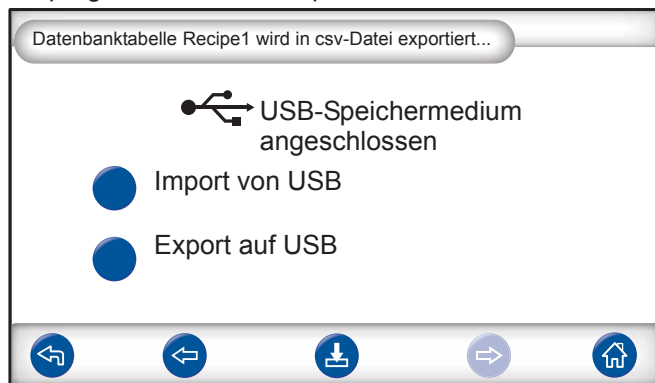 Datenbanktabelle Recipe1 wird in csv-Datei exportiert...
USB-Speichermedium
angeschlossen
Import von USB
Export auf USB